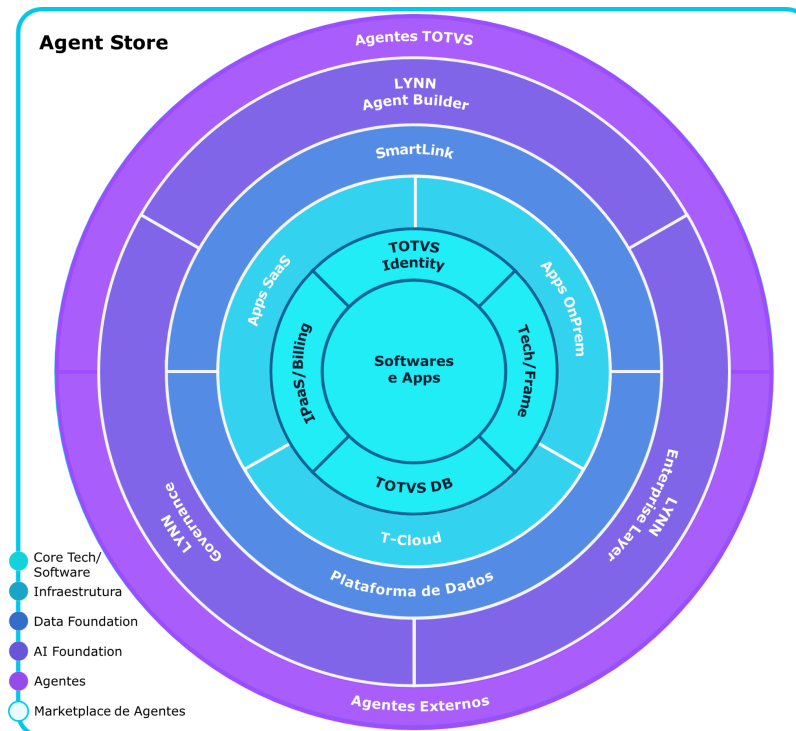 Agent Store
Agentes TOTVS
LYNN
Agent Builder
SmartLink
TOTVS
Identity
Apps SaaS
Apps OnPrem
IPaaS/Billing
Softwares
e Apps
Tech/Frame
TOTVS DB
T-Cloud
LYNN
Governance
LYNN
Enterprise Layer
Plataforma de Dados
Agentes Externos
Core Tech/
Software
Infraestrutura
Data Foundation
AI Foundation
Agentes
Marketplace de Agentes